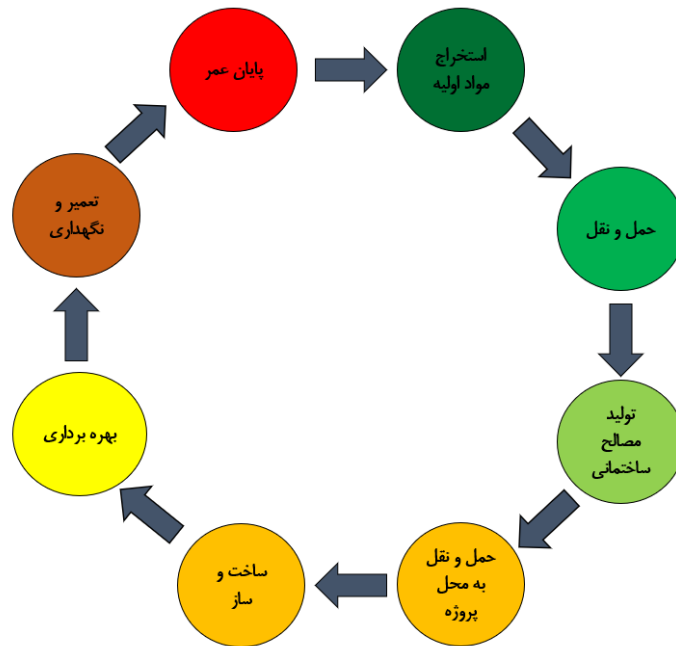 پایان عمر
استخراج
مواد اولیه
حمل و نقل
تولید
مصالح
ساختمانی
حمل و نقل
به محل
پروژه
ساخت و
ساز
بهره برداری
تعمیر و
نگهداری